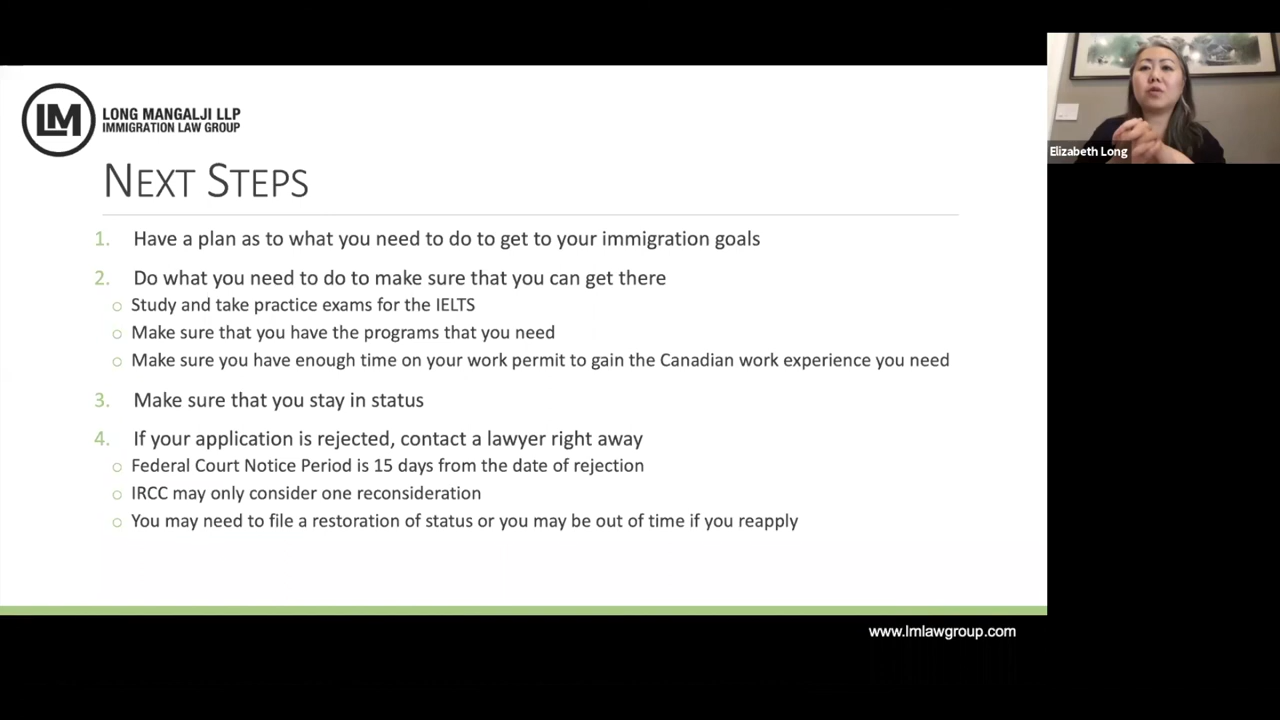 LM
LONG MANGALJI LLP
IMMIGRATION LAW GROUP
NEXT STEPS
1. Have a plan as to what you need to do to get to your immigration goals
2. Do what you need to do to make sure that you can get there
○ Study and take practice exams for the IELTS
○ Make sure that you have the programs that you need
○ Make sure you have enough time on your work permit to gain the Canadian work experience you need
3. Make sure that you stay in status
4. If your application is rejected, contact a lawyer right away
○ Federal Court Notice Period is 15 days from the date of rejection
○ IRCC may only consider one reconsideration
○ You may need to file a restoration of status or you may be out of time if you reapply
www.lmlawgroup.com
Elizabeth Long